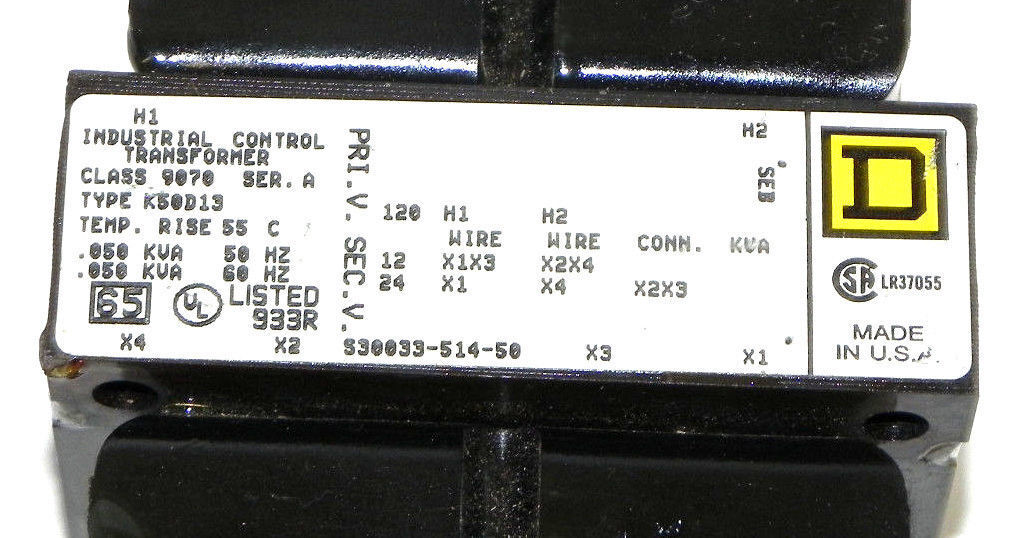 H1
H2
INDUSTRIAL CONTROL
TRANSFORMER
CLASS 9070 SER. A
TYPE K50D13
TEMP. RISE 55 C
.050 KVA 50 HZ
.050 KVA 60 HZ
65 UL LISTED
933R
PRI.V. SEC.V.
120 H1 H2
WIRE WIRE CONN. KVA
12 X1X3 X2X4
24 X1 X4 X2X3
SEB
X4 X2 S30033-514-50 X3 X1
D
SA LR37055
MADE
IN U.S.A.